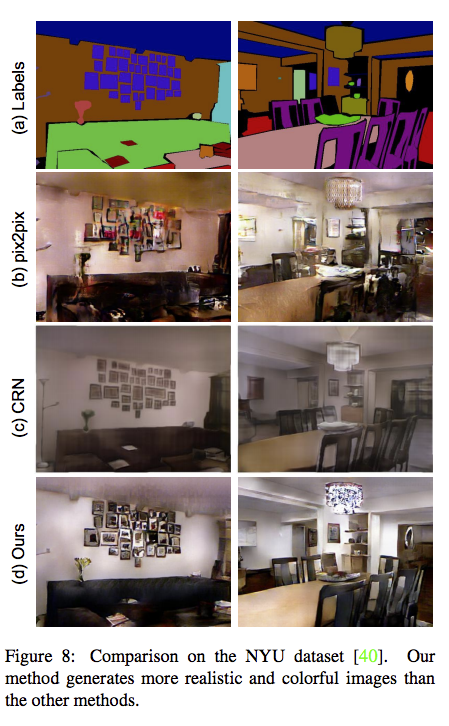 (a) Labels
(b) pix2pix
(c) CRN
(d) Ours
Figure 8: Comparison on the NYU dataset [40]. Our
method generates more realistic and colorful images than
the other methods.